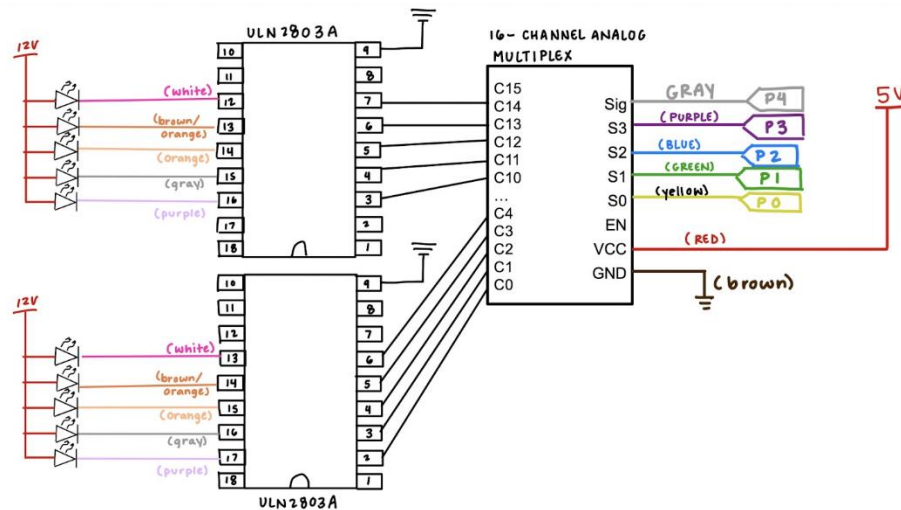 ULN2803A
12V
10
11
12
13
14
15
16
17
18
9
8
7
6
5
4
3
2
1
(white)
(brown/
orange)
(orange)
(gray)
(purple)
16-CHANNEL ANALOG
MULTIPLEX
C15
C14
C13
C12
C11
C10
...
C4
C3
C2
C1
C0
Sig
S3
S2
S1
S0
EN
VCC
GND
GRAY
P4
(PURPLE)
P3
(BLUE)
P2
(GREEN)
P1
(yellow)
P0
(RED)
5V
(brown)
12V
10
11
12
13
14
15
16
17
18
9
8
7
6
5
4
3
2
1
(white)
(brown/
orange)
(orange)
(gray)
(purple)
ULN2803A